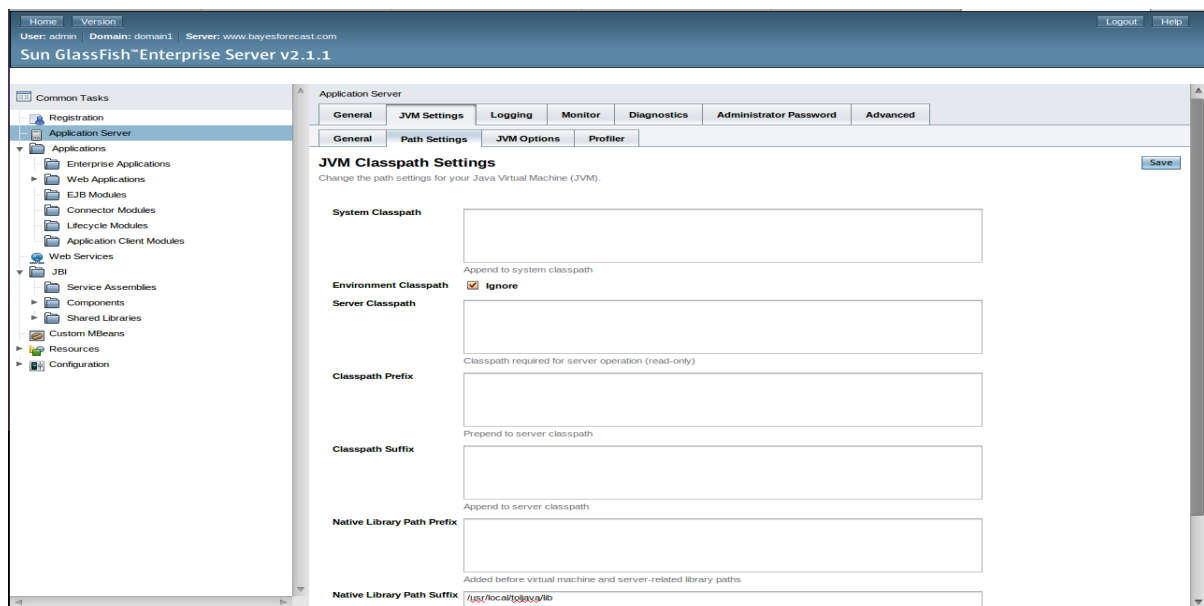 Home Version Logout Help
User: admin Domain: domain1 Server: www.bayesforecast.com
Sun GlassFish™ Enterprise Server v2.1.1
Common Tasks
Registration
Application Server
Applications
Enterprise Applications
Web Applications
EJB Modules
Connector Modules
Lifecycle Modules
Application Client Modules
Web Services
JBI
Service Assemblies
Components
Shared Libraries
Custom MBeans
Resources
Configuration
Application Server
General JVM Settings Logging Monitor Diagnostics Administrator Password Advanced
General Path Settings JVM Options Profiler
JVM Classpath Settings Save
Change the path settings for your Java Virtual Machine (JVM).
System Classpath
Append to system classpath
Environment Classpath Ignore
Server Classpath
Classpath required for server operation (read-only)
Classpath Prefix
Prepend to server classpath
Classpath Suffix
Append to server classpath
Native Library Path Prefix
Added before virtual machine and server-related library paths
Native Library Path Suffix /usr/local/toljava/lib